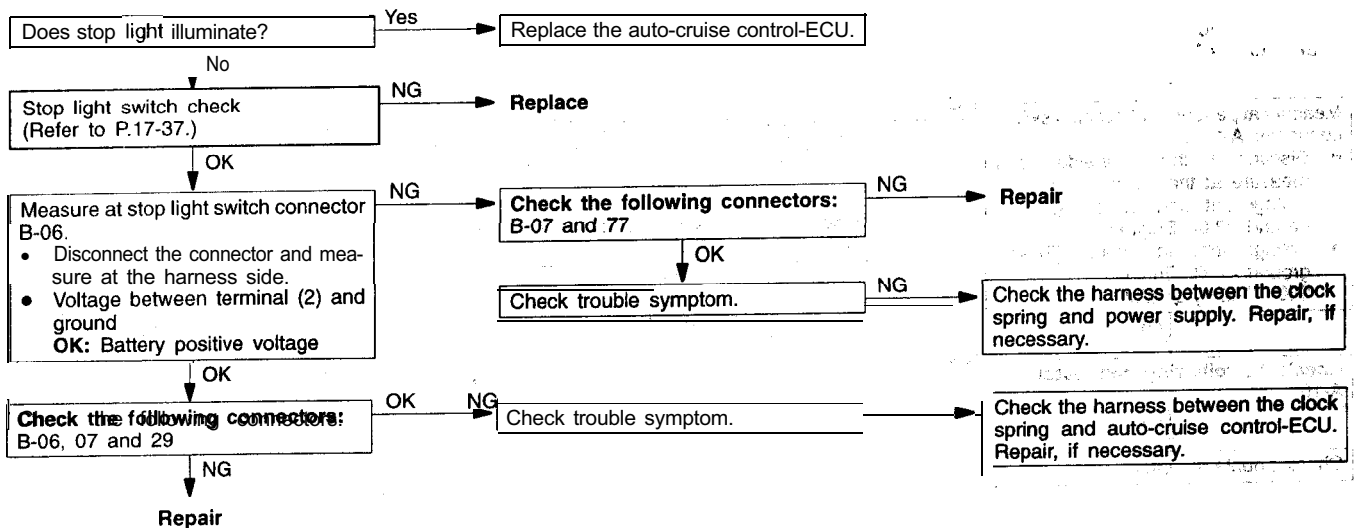 Does stop light illuminate?
Yes
Replace the auto-cruise control-ECU.
No
Stop light switch check
(Refer to P.17-37.)
NG
Replace
OK
Measure at stop light switch connector
B-06.
• Disconnect the connector and mea-
sure at the harness side.
● Voltage between terminal (2) and
ground
OK: Battery positive voltage
NG
Check the following connectors:
B-07 and 77
NG
Repair
OK
Check trouble symptom.
NG
Check the harness between the clock
spring and power supply. Repair, if
necessary.
OK
Check the following connectors:
B-06, 07 and 29
OK
NG
Check trouble symptom.
Check the harness between the clock
spring and auto-cruise control-ECU.
Repair, if necessary.
NG
Repair